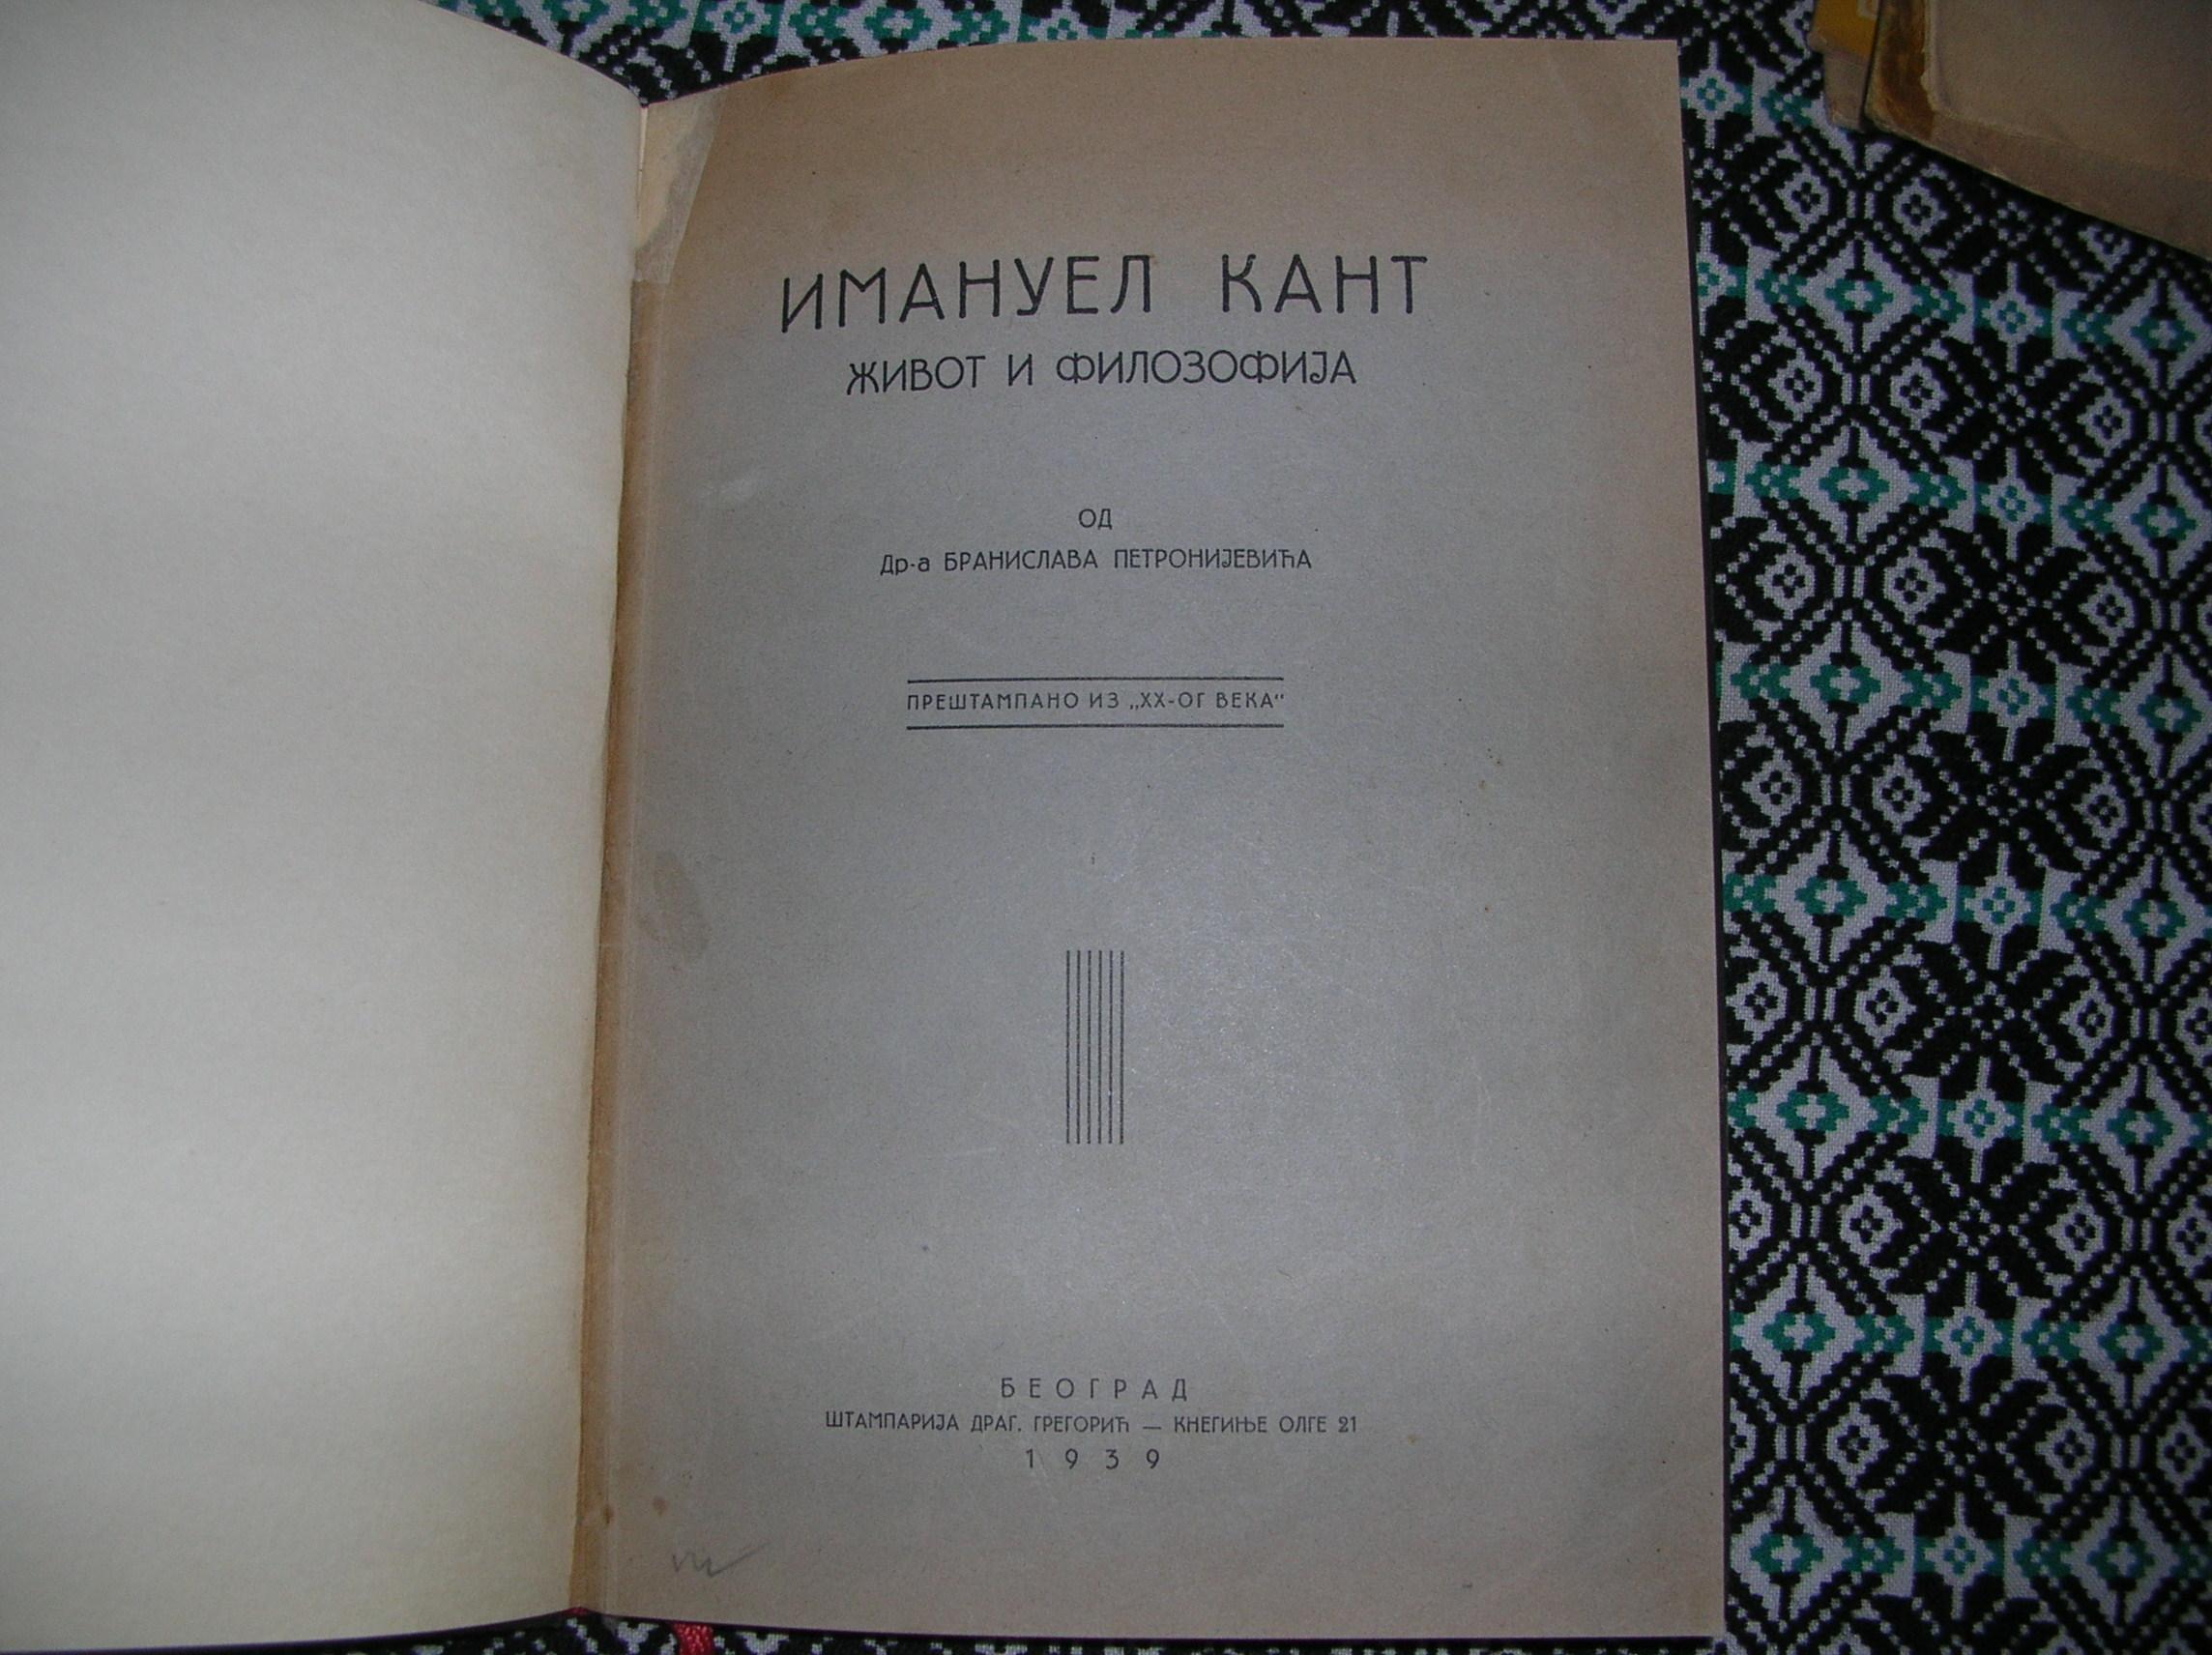 ИМАНУЕЛ КАНТ
ЖИВОТ И ФИЛОЗОФИЈА
ОД
Др-а БРАНИСЛАВА ПЕТРОНИЈЕВИЋА
ПРЕШТАМПАНО ИЗ „XX-ОГ ВЕКА“
БЕОГРАД
ШТАМПАРИЈА ДРАГ. ГРЕГОРИЋ — КНЕГИЊЕ ОЛГЕ 21
1939